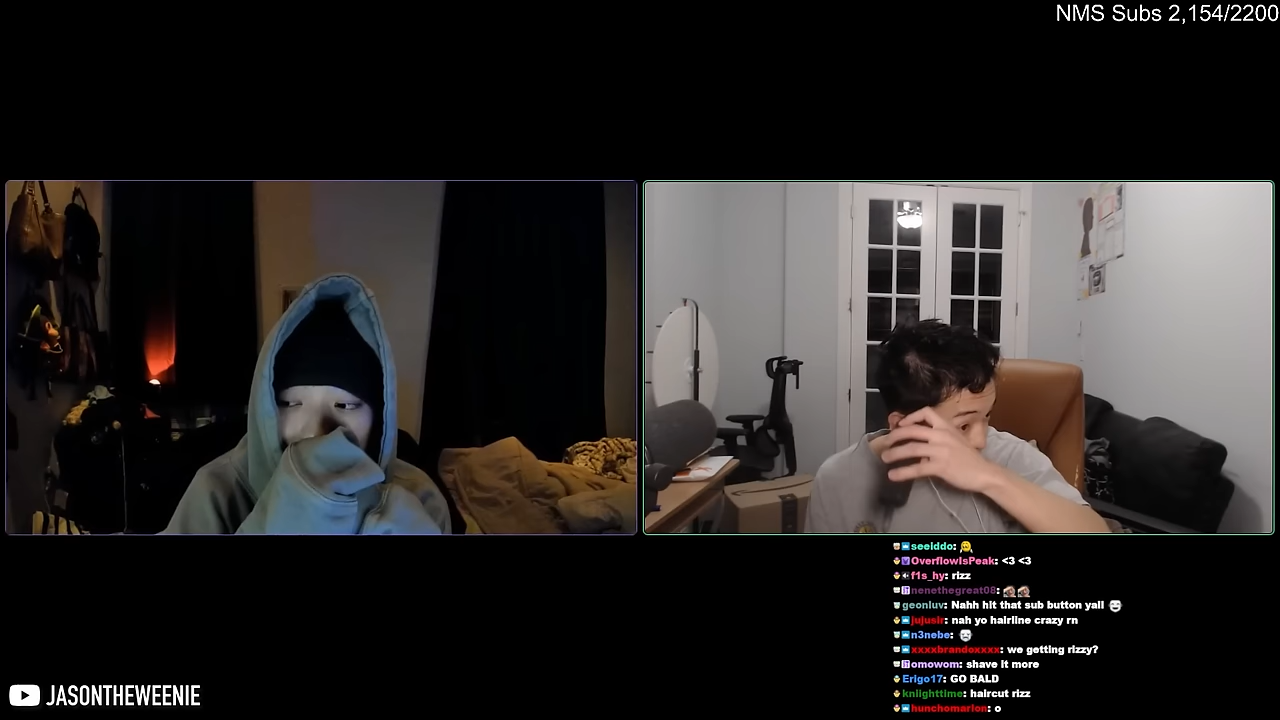 NMS Subs 2,154/2200
seeiddo:
OverflowIsPeak: <3 <3
f1s_hy: rizz
nenethegreat08:
geonluv: Nahh hit that sub button yall
jujusir: nah yo hairline crazy rn
n3nebe:
xxxxbrandoxxxx: we getting rizzy?
omowom: shave it more
Erigo17: GO BALD
kniighttime: haircut rizz
hunchomarion: o
JASONTHEWEENIE